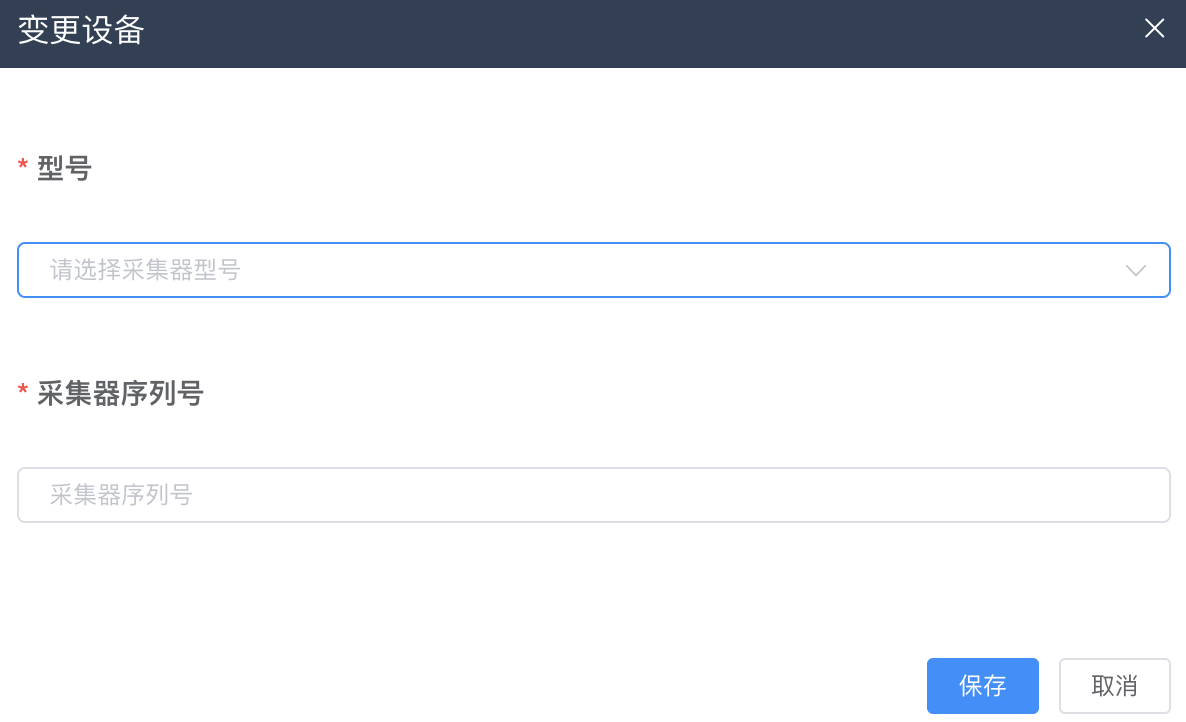 变更设备
* 型号
请选择采集器型号
* 采集器序列号
采集器序列号
保存 取消